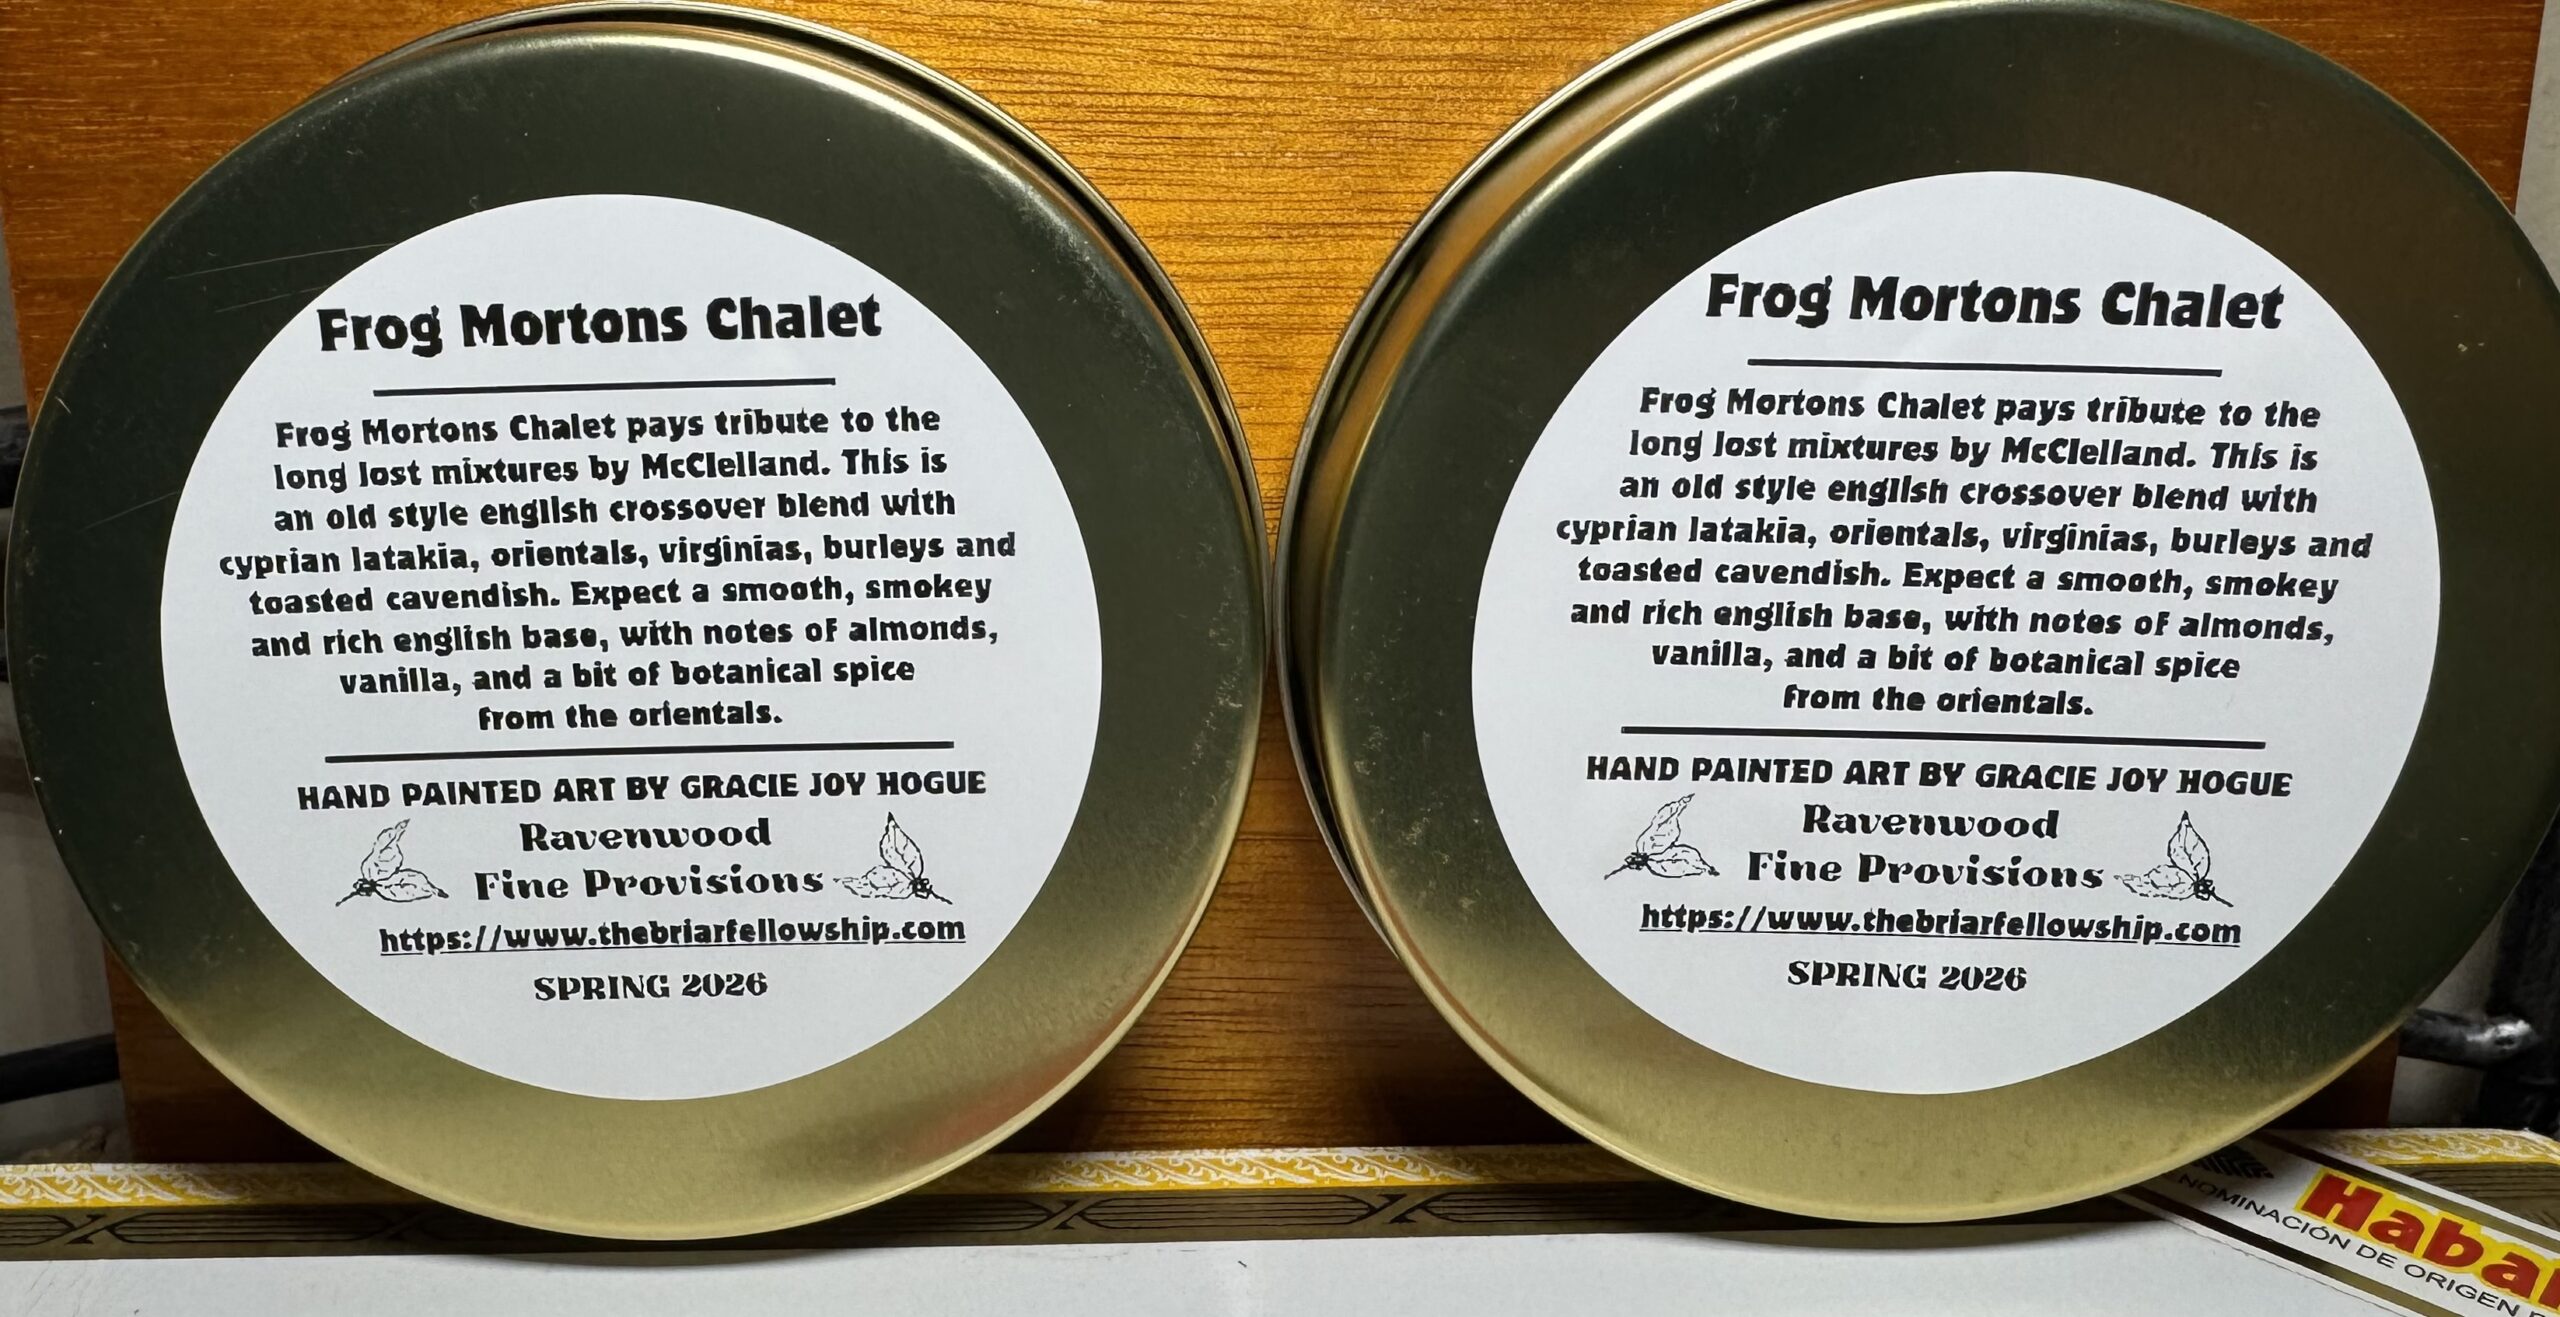 Frog Mortons Chalet
Frog Mortons Chalet pays tribute to the
long lost mixtures by McClelland. This is
an old style english crossover blend with
cyprian latakia, orientals, virginias, burleys and
toasted cavendish. Expect a smooth, smokey
and rich english base, with notes of almonds,
vanilla, and a bit of botanical spice
from the orientals.
HAND PAINTED ART BY GRACIE JOY HOGUE
Ravenwood
Fine Provisions
https://www.thebriarfellowship.com
SPRING 2026
Frog Mortons Chalet
Frog Mortons Chalet pays tribute to the
long lost mixtures by McClelland. This is
an old style english crossover blend with
cyprian latakia, orientals, virginias, burleys and
toasted cavendish. Expect a smooth, smokey
and rich english base, with notes of almonds,
vanilla, and a bit of botanical spice
from the orientals.
HAND PAINTED ART BY GRACIE JOY HOGUE
Ravenwood
Fine Provisions
https://www.thebriarfellowship.com
SPRING 2026
Haban
NOMINACIÓN DE ORIGEN